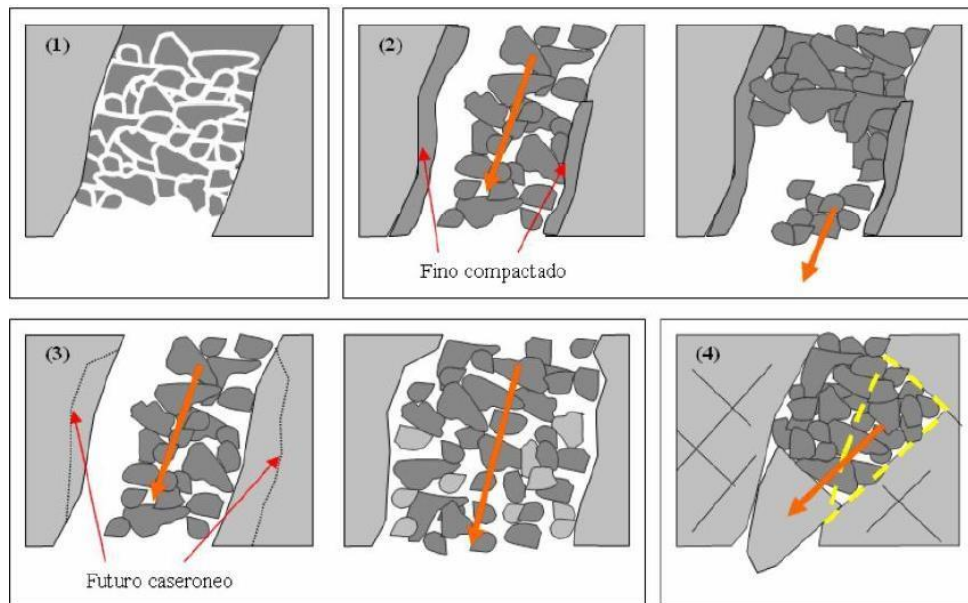 (1)
(2)
Fino compactado
(3)
Futuro caseroneo
(4)